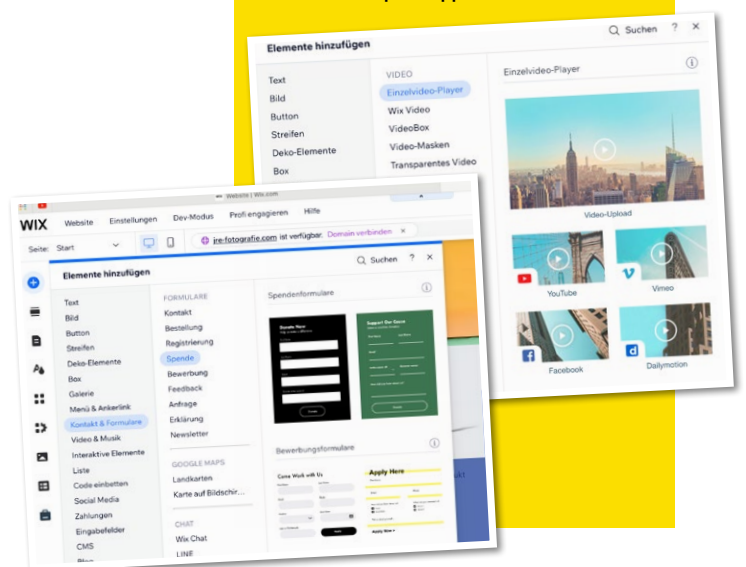 Elemente hinzufügen
Suchen ? ×
Text
Bild
Button
Streifen
Deko-Elemente
Box
VIDEO
Einzelvideo-Player
Wix Video
VideoBox
Video-Masken
Transparentes Video
Einzelvideo-Player
Video-Upload
YouTube
Vimeo
Facebook
Dailymotion
Website | Wix.com
WIX Website Einstellungen Dev-Modus Profi engagieren Hilfe
Seite: Start
jre-fotografie.com ist verfügbar. Domain verbinden ×
Elemente hinzufügen
Suchen ? ×
Text
Bild
Button
Streifen
Deko-Elemente
Box
Galerie
Menü & Ankerlink
Kontakt & Formulare
Video & Musik
Interaktive Elemente
Liste
Code einbetten
Social Media
Zahlungen
Eingabefelder
CMS
FORMULARE
Kontakt
Bestellung
Registrierung
Spende
Bewerbung
Feedback
Anfrage
Erklärung
Newsletter
GOOGLE MAPS
Landkarten
Karte auf Bildschir...
CHAT
Wix Chat
LINE
Spendenformulare
Donate Here
Support Our Cause
Bewerbungsformulare
Come Work with Us
Apply Here
Apply Now